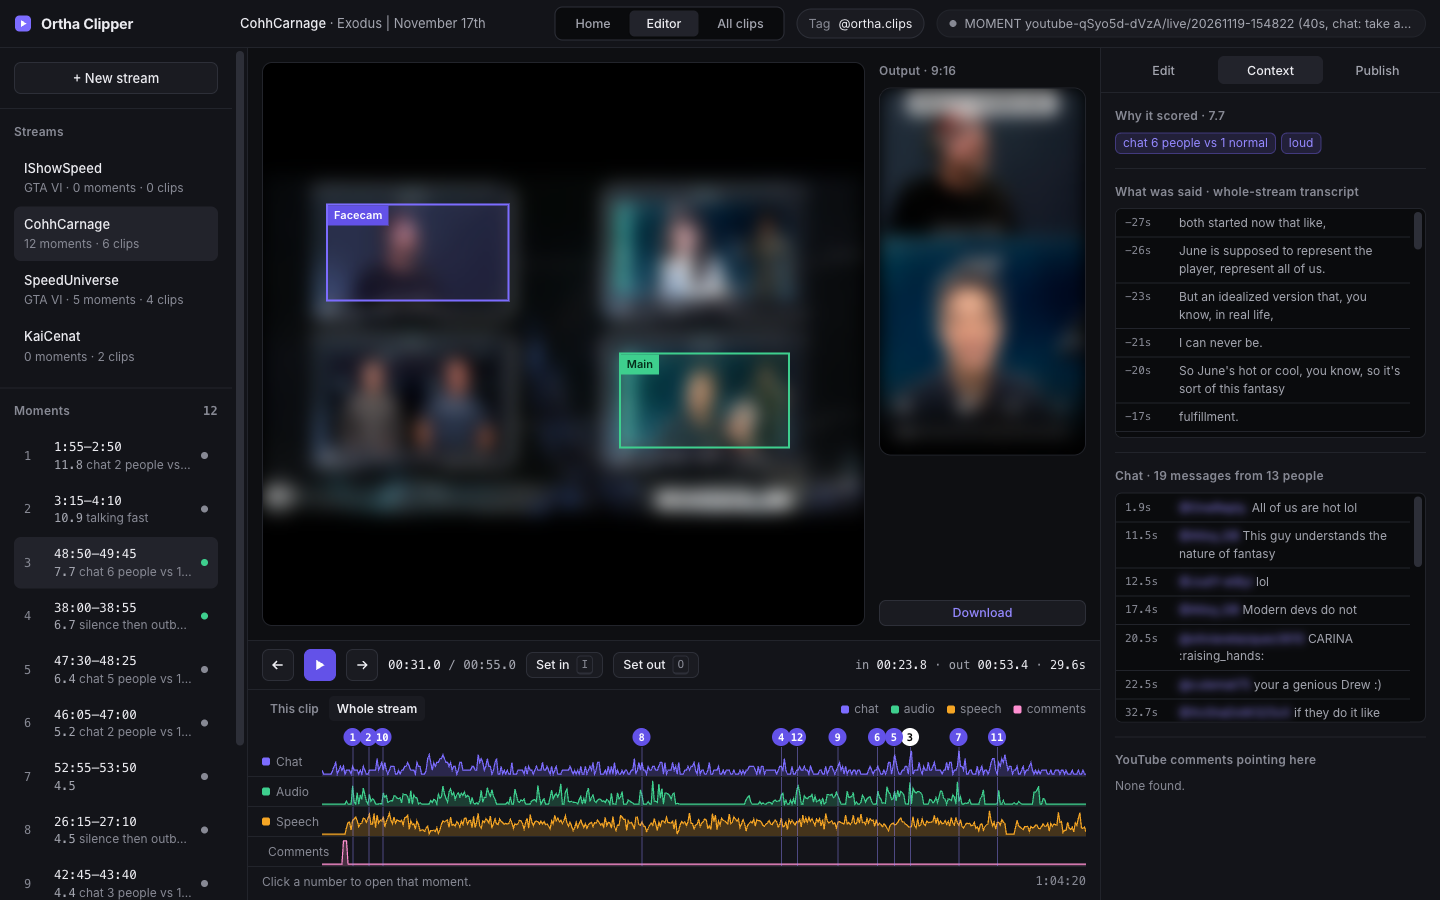 Ortha Clipper
CohhCarnage · Exodus | November 17th
Home
Editor
All clips
Tag @ortha.clips
MOMENT youtube-qSyo5d-dVzA/live/20261119-154822 (40s, chat: take a...
+ New stream
Streams
IShowSpeed
GTA VI · 0 moments · 0 clips
CohhCarnage
12 moments · 6 clips
SpeedUniverse
GTA VI · 5 moments · 4 clips
KaiCenat
0 moments · 2 clips
Moments 12
1 1:55–2:50
11.8 chat 2 people vs...
2 3:15–4:10
10.9 talking fast
3 48:50–49:45
7.7 chat 6 people vs 1...
4 38:00–38:55
6.7 silence then outb...
5 47:30–48:25
6.4 chat 5 people vs 1...
6 46:05–47:00
5.2 chat 2 people vs 1...
7 52:55–53:50
4.5
8 26:15–27:10
4.5 silence then outb...
9 42:45–43:40
4.4 chat 3 people vs 1...
Facecam
Main
Output · 9:16
Download
00:31.0 / 00:55.0
Set in I
Set out O
in 00:23.8 · out 00:53.4 · 29.6s
This clip
Whole stream
chat
audio
speech
comments
1 2 10 8 4 12 9 6 5 3 7 11
Chat
Audio
Speech
Comments
Click a number to open that moment.
1:04:20
Edit
Context
Publish
Why it scored · 7.7
chat 6 people vs 1 normal
loud
What was said · whole-stream transcript
−27s both started now that like,
−26s June is supposed to represent the
player, represent all of us.
−23s But an idealized version that, you
know, in real life,
−21s I can never be.
−20s So June's hot or cool, you know, so it's
sort of this fantasy
−17s fulfillment.
Chat · 19 messages from 13 people
1.9s All of us are hot lol
11.5s This guy understands the
nature of fantasy
12.5s lol
17.4s Modern devs do not
20.5s CARINA
:raising_hands:
22.5s your a genious Drew :)
32.7s if they do it like
YouTube comments pointing here
None found.